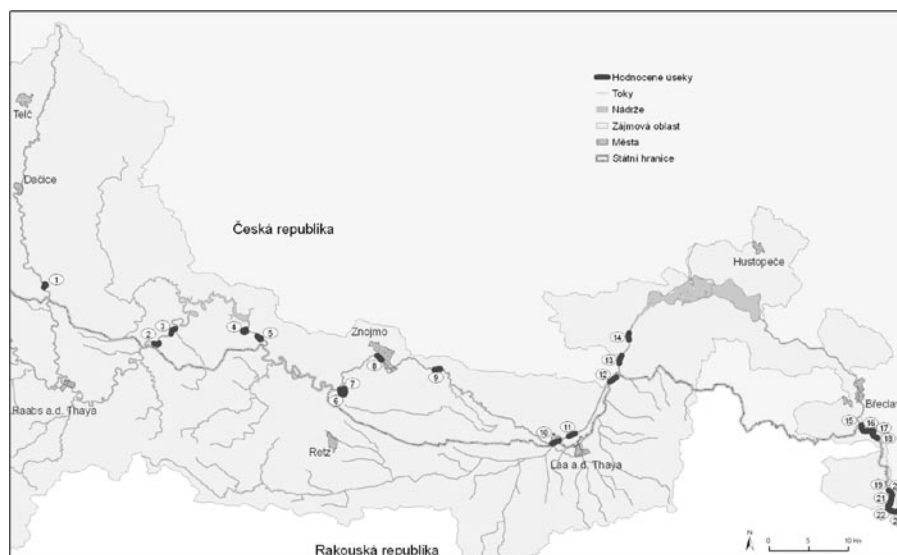 Hodnocene úseky
Toky
Nádrže
Zájmová oblast
Města
Státní hranice
Telč
Dačice
Česká republika
Hustopeče
1
2
3
4
5
Znojmo
14
13
12
8
9
7
6
Raabs a.d. Thaya
Retz
10
11
Laa a.d. Thaya
Břeclav
15
16
17
18
19
21
22
N
0 5 10 Km
Rakouská republika